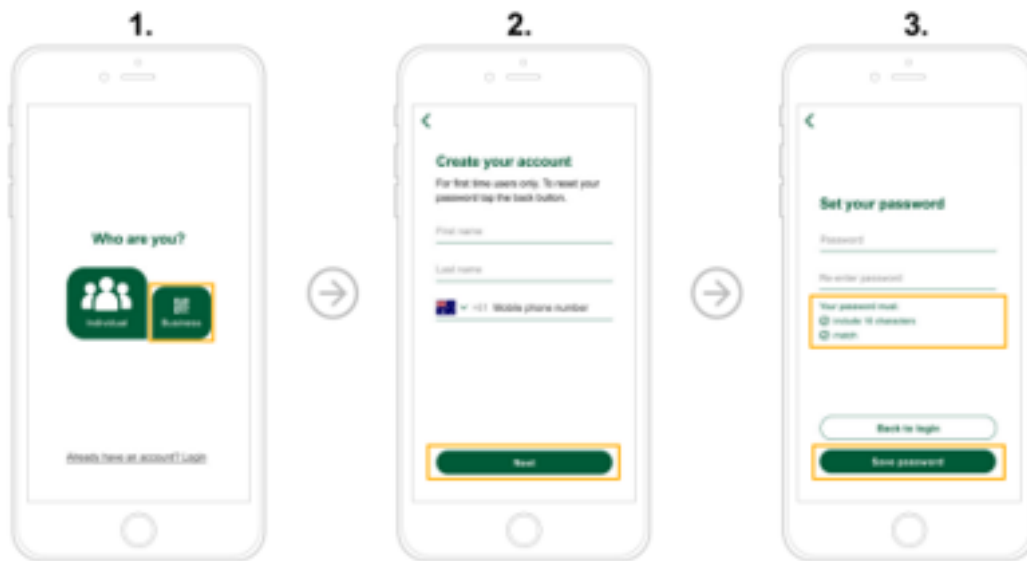 1.
Who are you?
Individual
Business
Already have an account? Login
2.
Create your account
For first time users only. To reset your
password tap the back button.
First name
Last name
+61 Mobile phone number
Next
3.
Set your password
Password
Re-enter password
Your password must:
include characters
match
Back to login
Save password